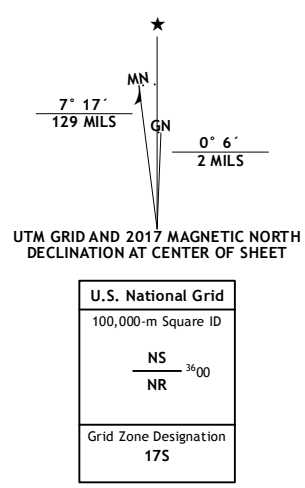 ★
MN
7° 17´
129 MILS
GN
0° 6´
2 MILS
UTM GRID AND 2017 MAGNETIC NORTH
DECLINATION AT CENTER OF SHEET
U.S. National Grid
100,000-m Square ID
NS
3600
NR
Grid Zone Designation
17S